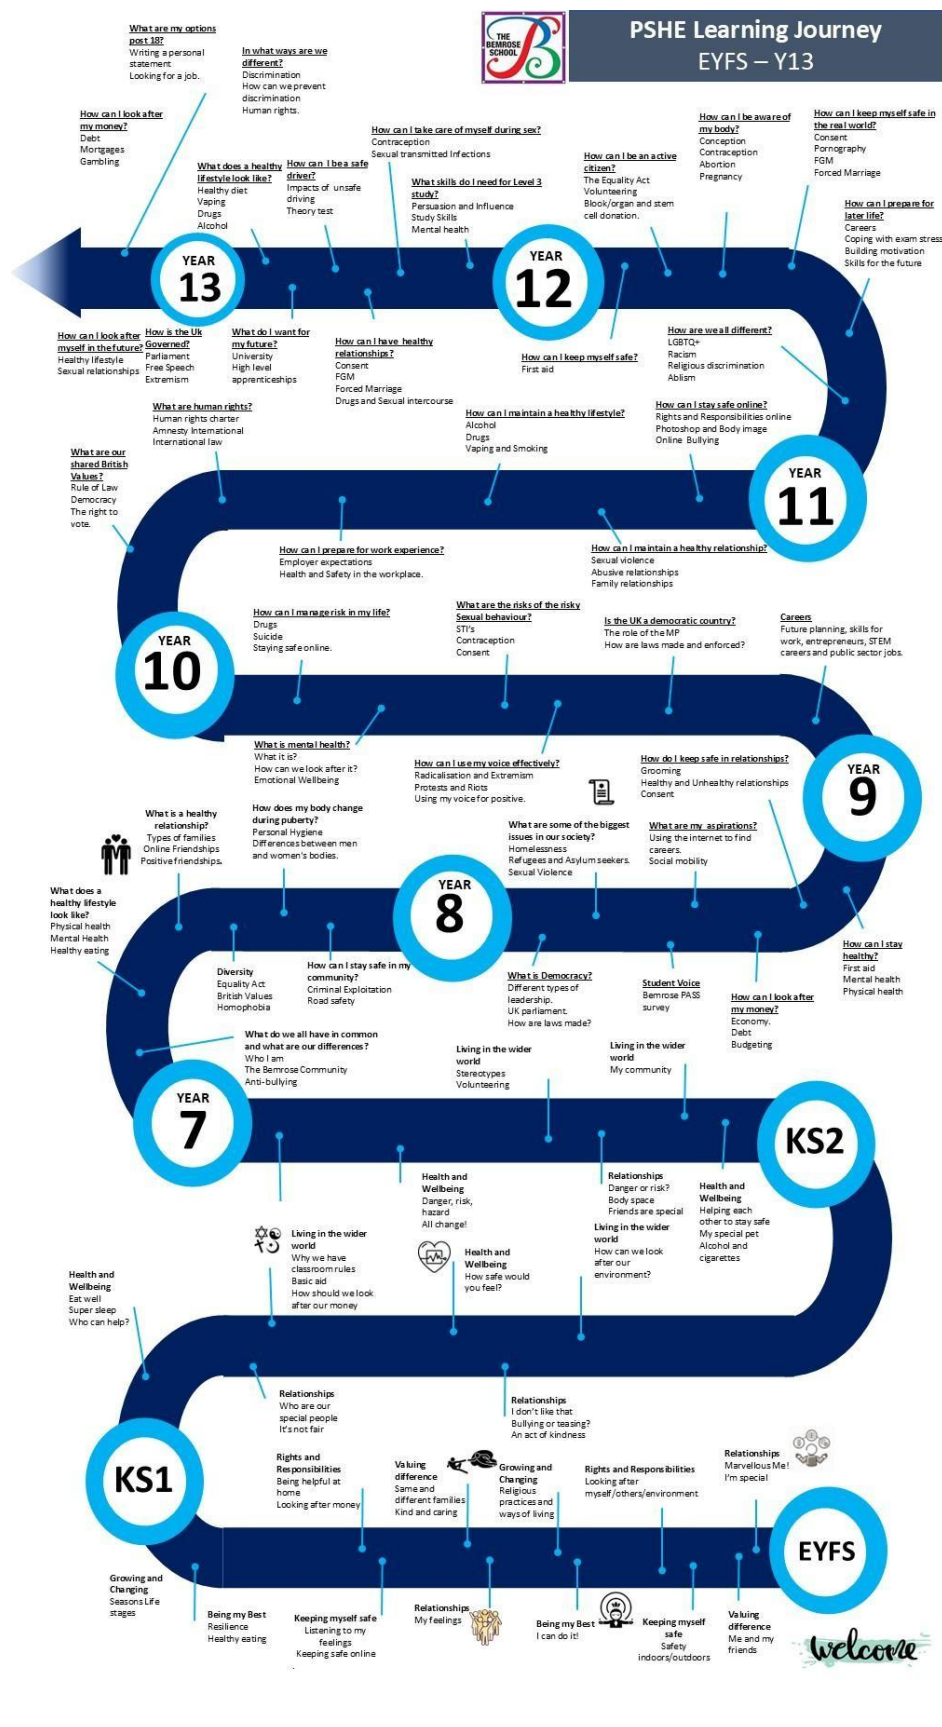 THE
BEMROSE
SCHOOL
PSHE Learning Journey
EYFS – Y13
What are my options
post 18?
Writing a personal
statement
Looking for a job.
In what ways are we
different?
Discrimination
How can we prevent
discrimination
Human rights.
How can I look after
my money?
Debt
Mortgages
Gambling
What does a healthy
lifestyle look like?
Healthy diet
Vaping
Drugs
Alcohol
How can I be a safe
driver?
Impacts of unsafe
driving
Theory test
How can I take care of myself during sex?
Contraception
Sexual transmitted Infections
What skills do I need for Level 3
study?
Persuasion and Influence
Study Skills
Mental health
How can I be an active
citizen?
The Equality Act
Volunteering
Blook/organ and stem
cell donation.
How can I be aware of
my body?
Conception
Contraception
Abortion
Pregnancy
How can I keep myself safe in
the real world?
Consent
Pornography
FGM
Forced Marriage
How can I prepare for
later life?
Careers
Coping with exam stress
Building motivation
Skills for the future
YEAR
13
YEAR
12
How can I look after
myself in the future?
Healthy lifestyle
Sexual relationships
How is the Uk
Governed?
Parliament
Free Speech
Extremism
What do I want for
my future?
University
High level
apprenticeships
How can I have healthy
relationships?
Consent
FGM
Forced Marriage
Drugs and Sexual intercourse
How can I keep myself safe?
First aid
How are we all different?
LGBTQ+
Racism
Religious discrimination
Ablism
What are human rights?
Human rights charter
Amnesty International
International law
How can I maintain a healthy lifestyle?
Alcohol
Drugs
Vaping and Smoking
How can I stay safe online?
Rights and Responsibilities online
Photoshop and Body image
Online Bullying
What are our
shared British
Values?
Rule of Law
Democracy
The right to
vote.
YEAR
11
How can I prepare for work experience?
Employer expectations
Health and Safety in the workplace.
How can I maintain a healthy relationship?
Sexual violence
Abusive relationships
Family relationships
How can I manage risk in my life?
Drugs
Suicide
Staying safe online.
What are the risks of the risky
Sexual behaviour?
STI's
Contraception
Consent
Is the UK a democratic country?
The role of the MP
How are laws made and enforced?
Careers
Future planning, skills for
work, entrepreneurs, STEM
careers and public sector jobs.
YEAR
10
What is mental health?
What it is?
How can we look after it?
Emotional Wellbeing
How can I use my voice effectively?
Radicalisation and Extremism
Protests and Riots
Using my voice for positive.
How do I keep safe in relationships?
Grooming
Healthy and Unhealthy relationships
Consent
YEAR
9
What is a healthy
relationship?
Types of families
Online Friendships
Positive friendships.
How does my body change
during puberty?
Personal Hygiene
Differences between men
and women's bodies.
What are some of the biggest
issues in our society?
Homelessness
Refugees and Asylum seekers.
Sexual Violence
What are my aspirations?
Using the internet to find
careers.
Social mobility
What does a
healthy lifestyle
look like?
Physical health
Mental Health
Healthy eating
YEAR
8
How can I stay
healthy?
First aid
Mental health
Physical health
Diversity
Equality Act
British Values
Homophobia
How can I stay safe in my
community?
Criminal Exploitation
Road safety
What is Democracy?
Different types of
leadership.
UK parliament.
How are laws made?
Student Voice
Bemrose PASS
survey
How can I look after
my money?
Economy.
Debt
Budgeting
What do we all have in common
and what are our differences?
Who I am
The Bemrose Community
Anti-bullying
Living in the wider
world
Stereotypes
Volunteering
Living in the wider
world
My community
YEAR
7
KS2
Health and
Wellbeing
Danger, risk,
hazard
All change!
Relationships
Danger or risk?
Body space
Friends are special
Health and
Wellbeing
Helping each
other to stay safe
My special pet
Alcohol and
cigarettes
Living in the wider
world
Why we have
classroom rules
Basic aid
How should we look
after our money
Health and
Wellbeing
How safe would
you feel?
Living in the wider
world
How can we look
after our
environment?
Health and
Wellbeing
Eat well
Super sleep
Who can help?
Relationships
Who are our
special people
It's not fair
Relationships
I don't like that
Bullying or teasing?
An act of kindness
KS1
Rights and
Responsibilities
Being helpful at
home
Looking after money
Valuing
difference
Same and
different families
Kind and caring
Growing and
Changing
Religious
practices and
ways of living
Rights and Responsibilities
Looking after
myself/others/environment
Relationships
Marvellous Me!
I'm special
EYFS
Growing and
Changing
Seasons Life
stages
Being my Best
Resilience
Healthy eating
Keeping myself safe
Listening to my
feelings
Keeping safe online
Relationships
My feelings
Being my Best
I can do it!
Keeping myself
safe
Safety
indoors/outdoors
Valuing
difference
Me and my
friends
welcome